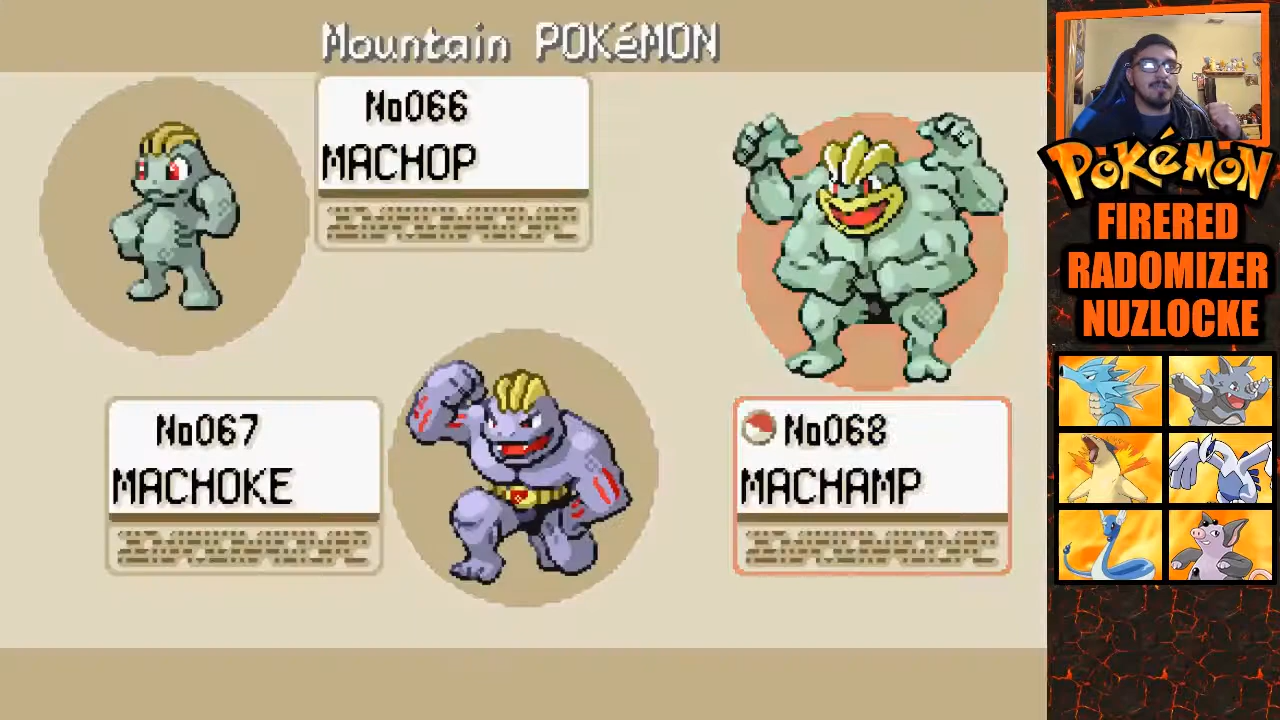 Mountain POKéMON
No066
MACHOP
No067
MACHOKE
No068
MACHAMP
POKéMON
FIRERED
RADOMIZER
NUZLOCKE